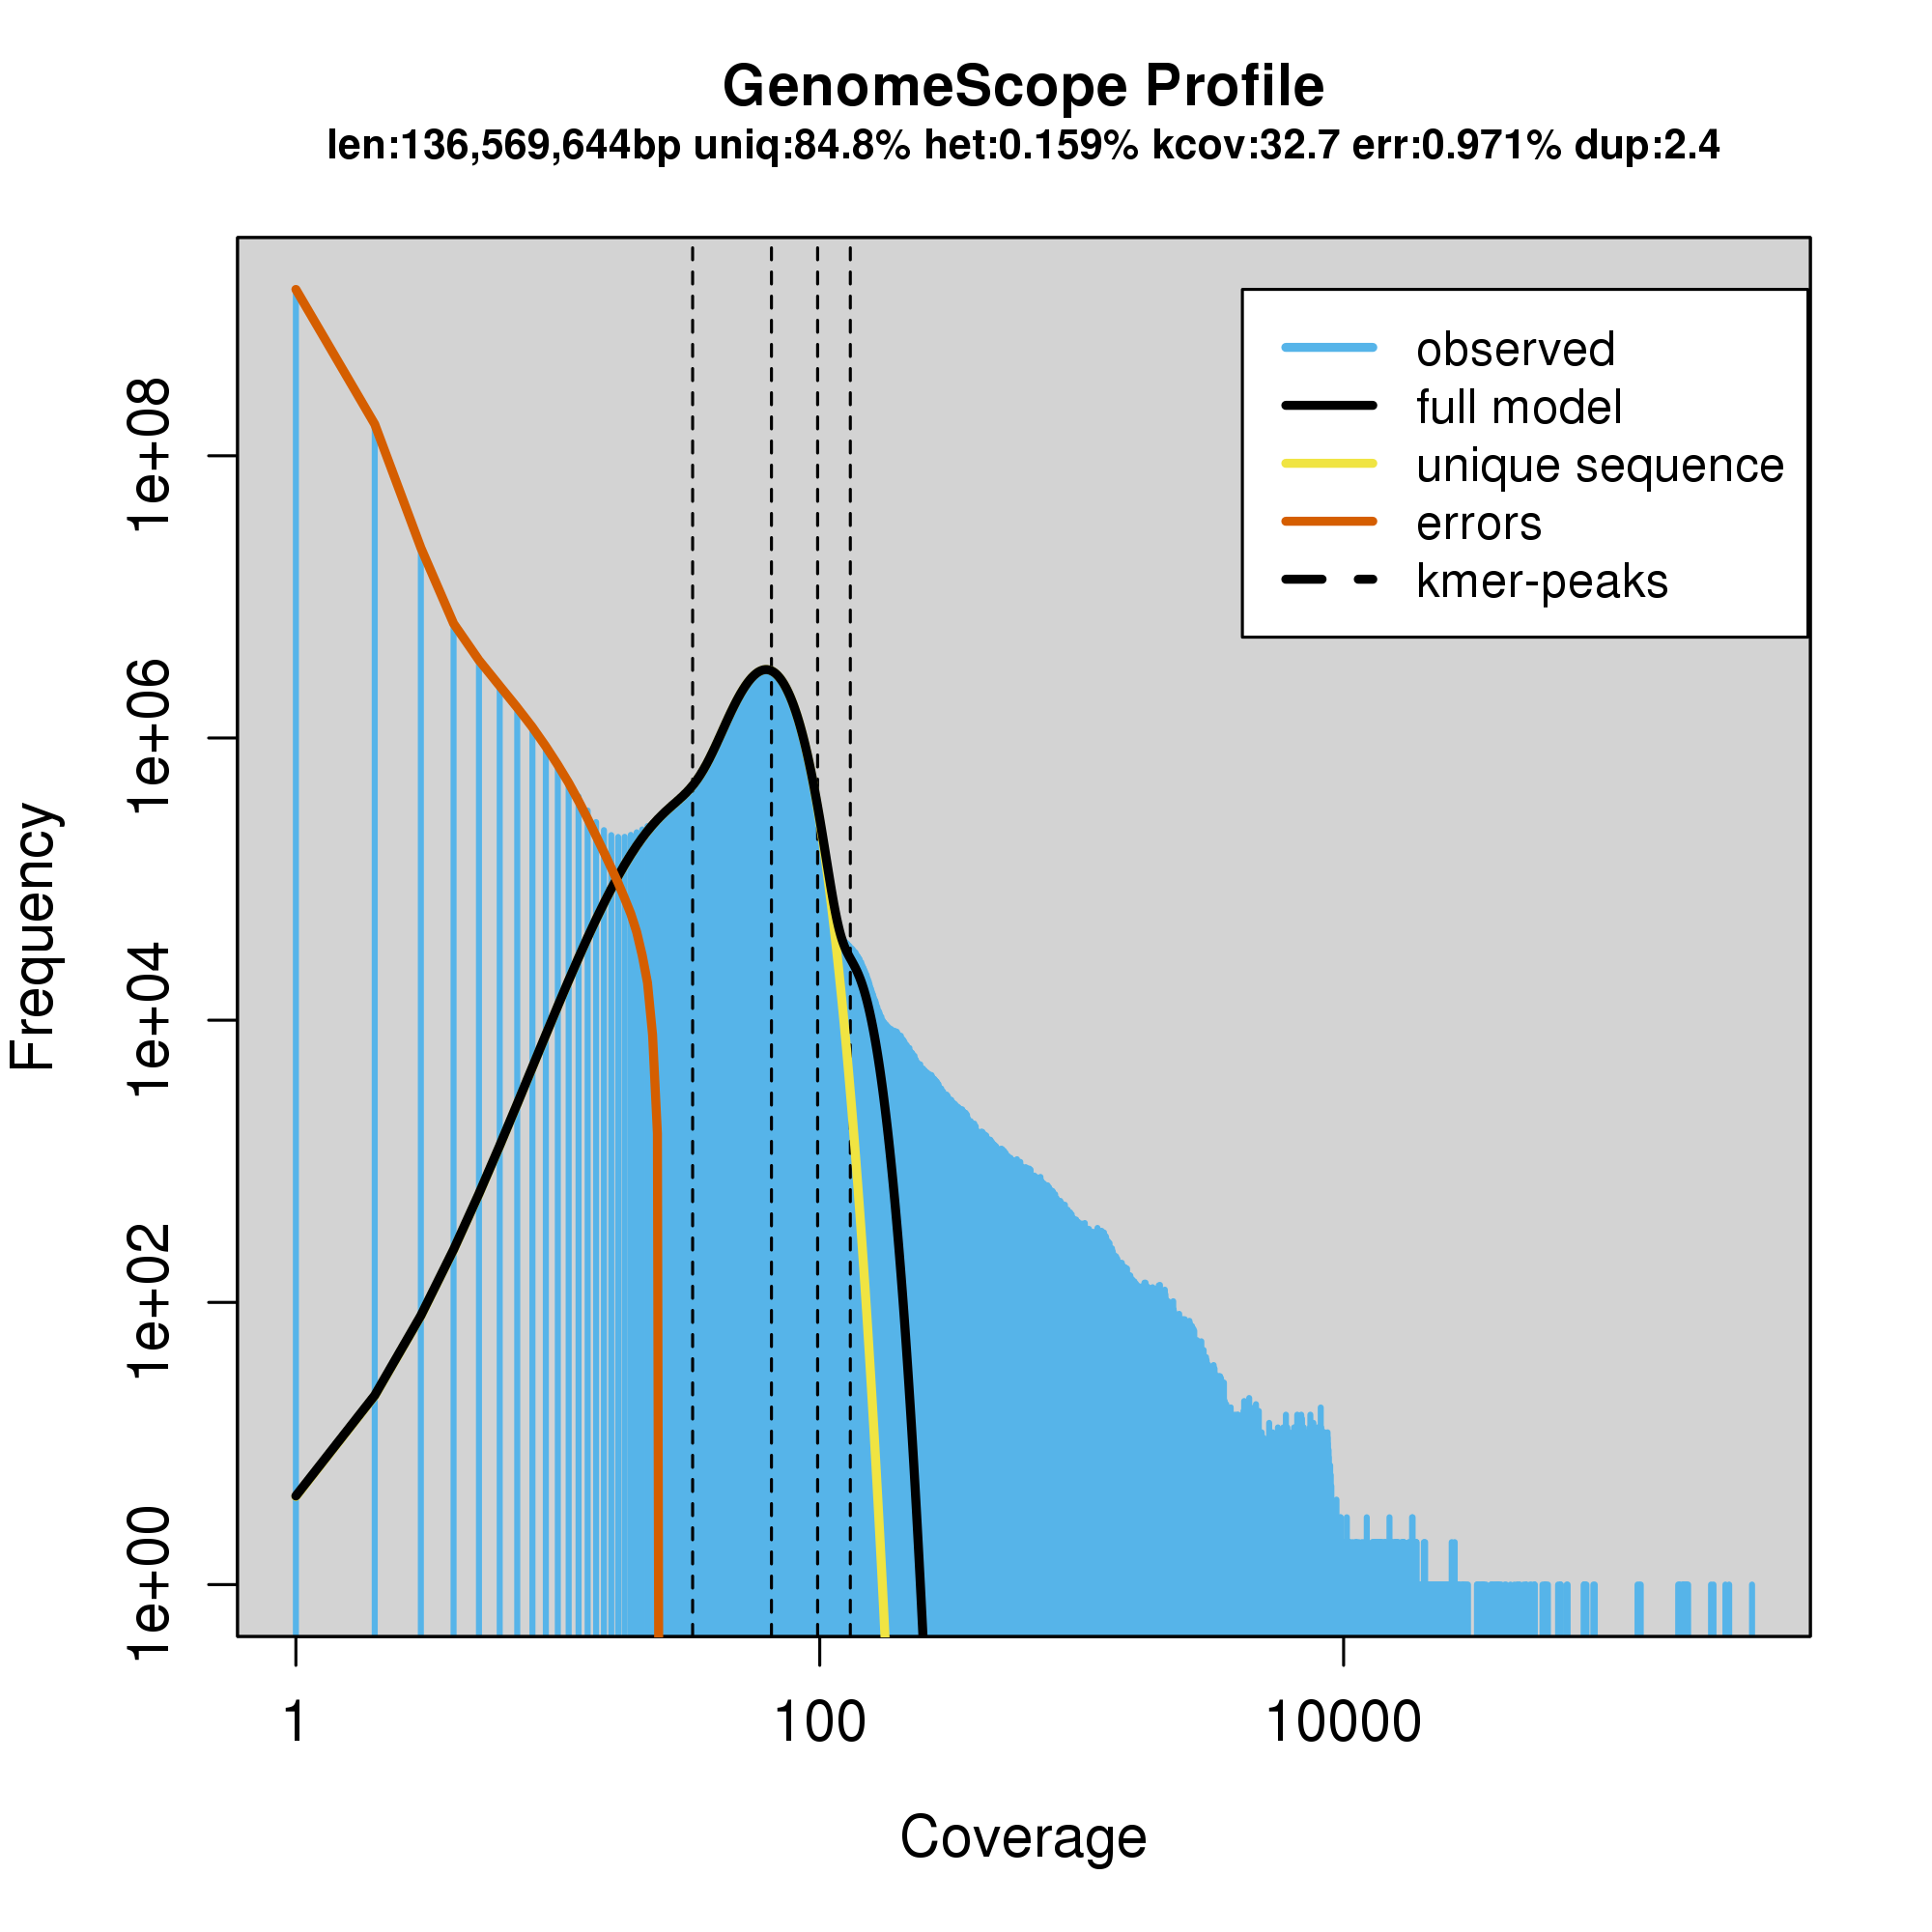 GenomeScope Profile
len:136,569,644bp uniq:84.8% het:0.159% kcov:32.7 err:0.971% dup:2.4
observed
full model
unique sequence
errors
kmer-peaks
Frequency
1e+08
1e+06
1e+04
1e+02
1e+00
1
100
10000
Coverage